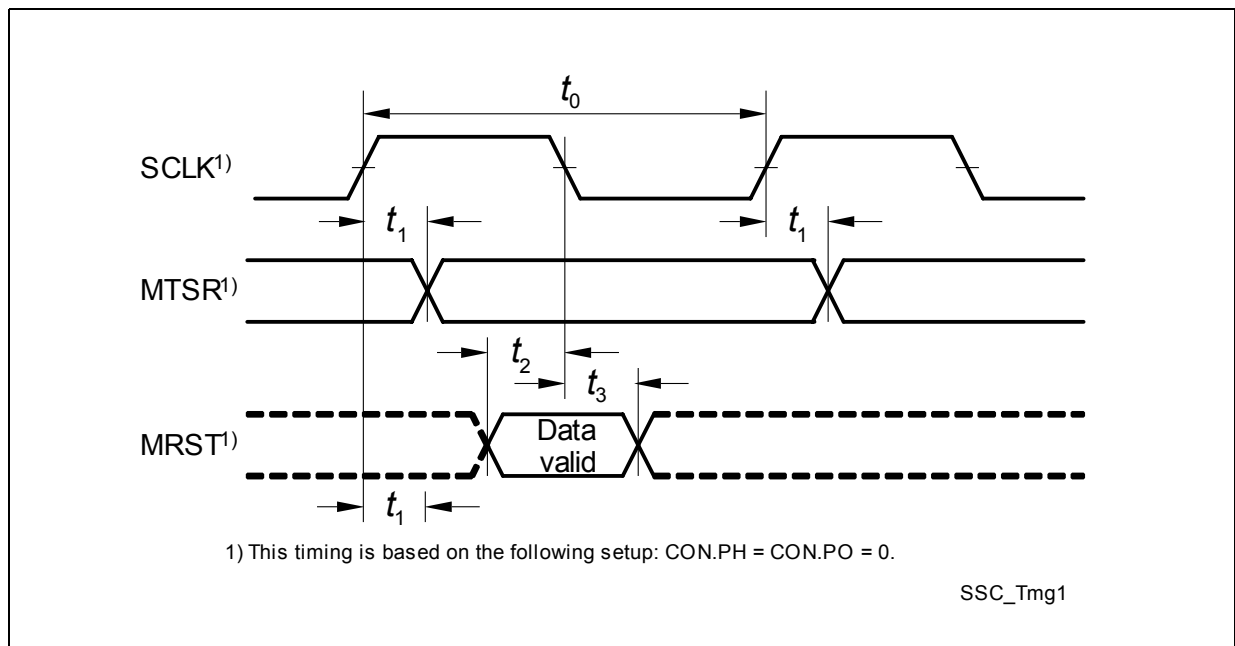 t0
SCLK1)
t1
t1
MTSR1)
t2
t3
MRST1)
Data
valid
t1
1) This timing is based on the following setup: CON.PH = CON.PO = 0.
SSC_Tmg1